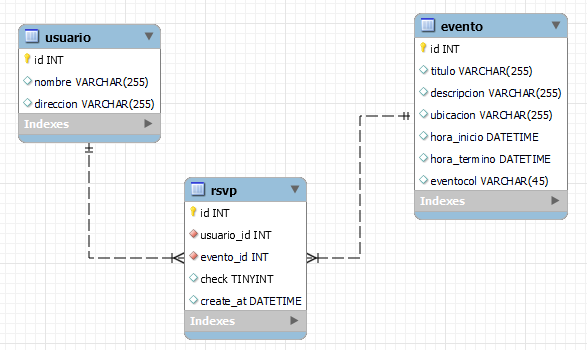 usuario
id INT
nombre VARCHAR(255)
direccion VARCHAR(255)
Indexes
evento
id INT
titulo VARCHAR(255)
descripcion VARCHAR(255)
ubicacion VARCHAR(255)
hora_inicio DATETIME
hora_termino DATETIME
eventocol VARCHAR(45)
Indexes
rsvp
id INT
usuario_id INT
evento_id INT
check TINYINT
create_at DATETIME
Indexes